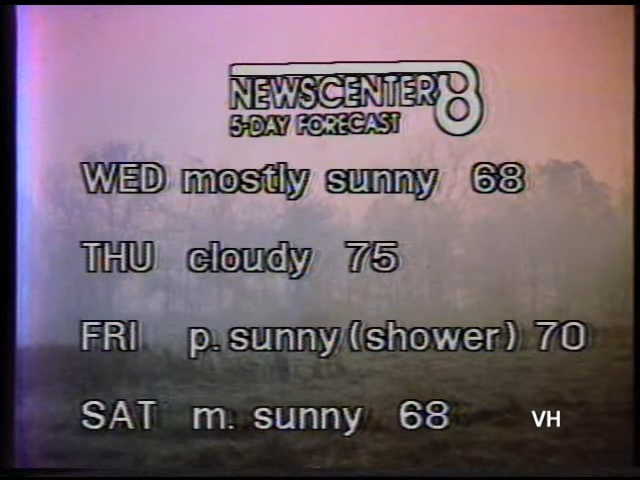 NEWSCENTER 8
5-DAY FORECAST
WED mostly sunny 68
THU cloudy 75
FRI p. sunny (shower) 70
SAT m. sunny 68
VH